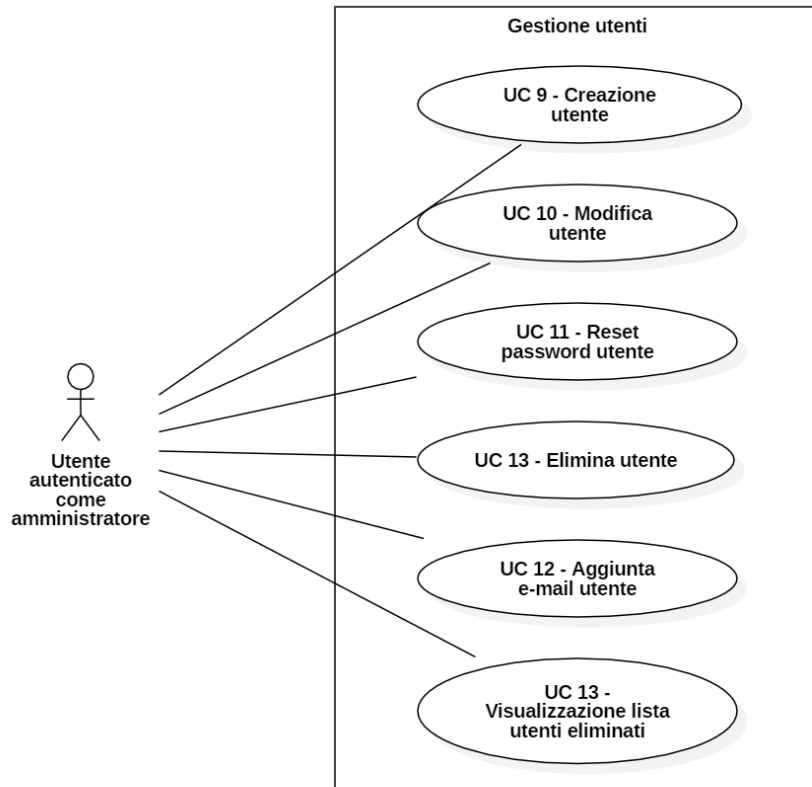 Gestione utenti
UC 9 - Creazione
utente
UC 10 - Modifica
utente
UC 11 - Reset
password utente
UC 13 - Elimina utente
UC 12 - Aggiunta
e-mail utente
UC 13 -
Visualizzazione lista
utenti eliminati
Utente
autenticato
come
amministratore